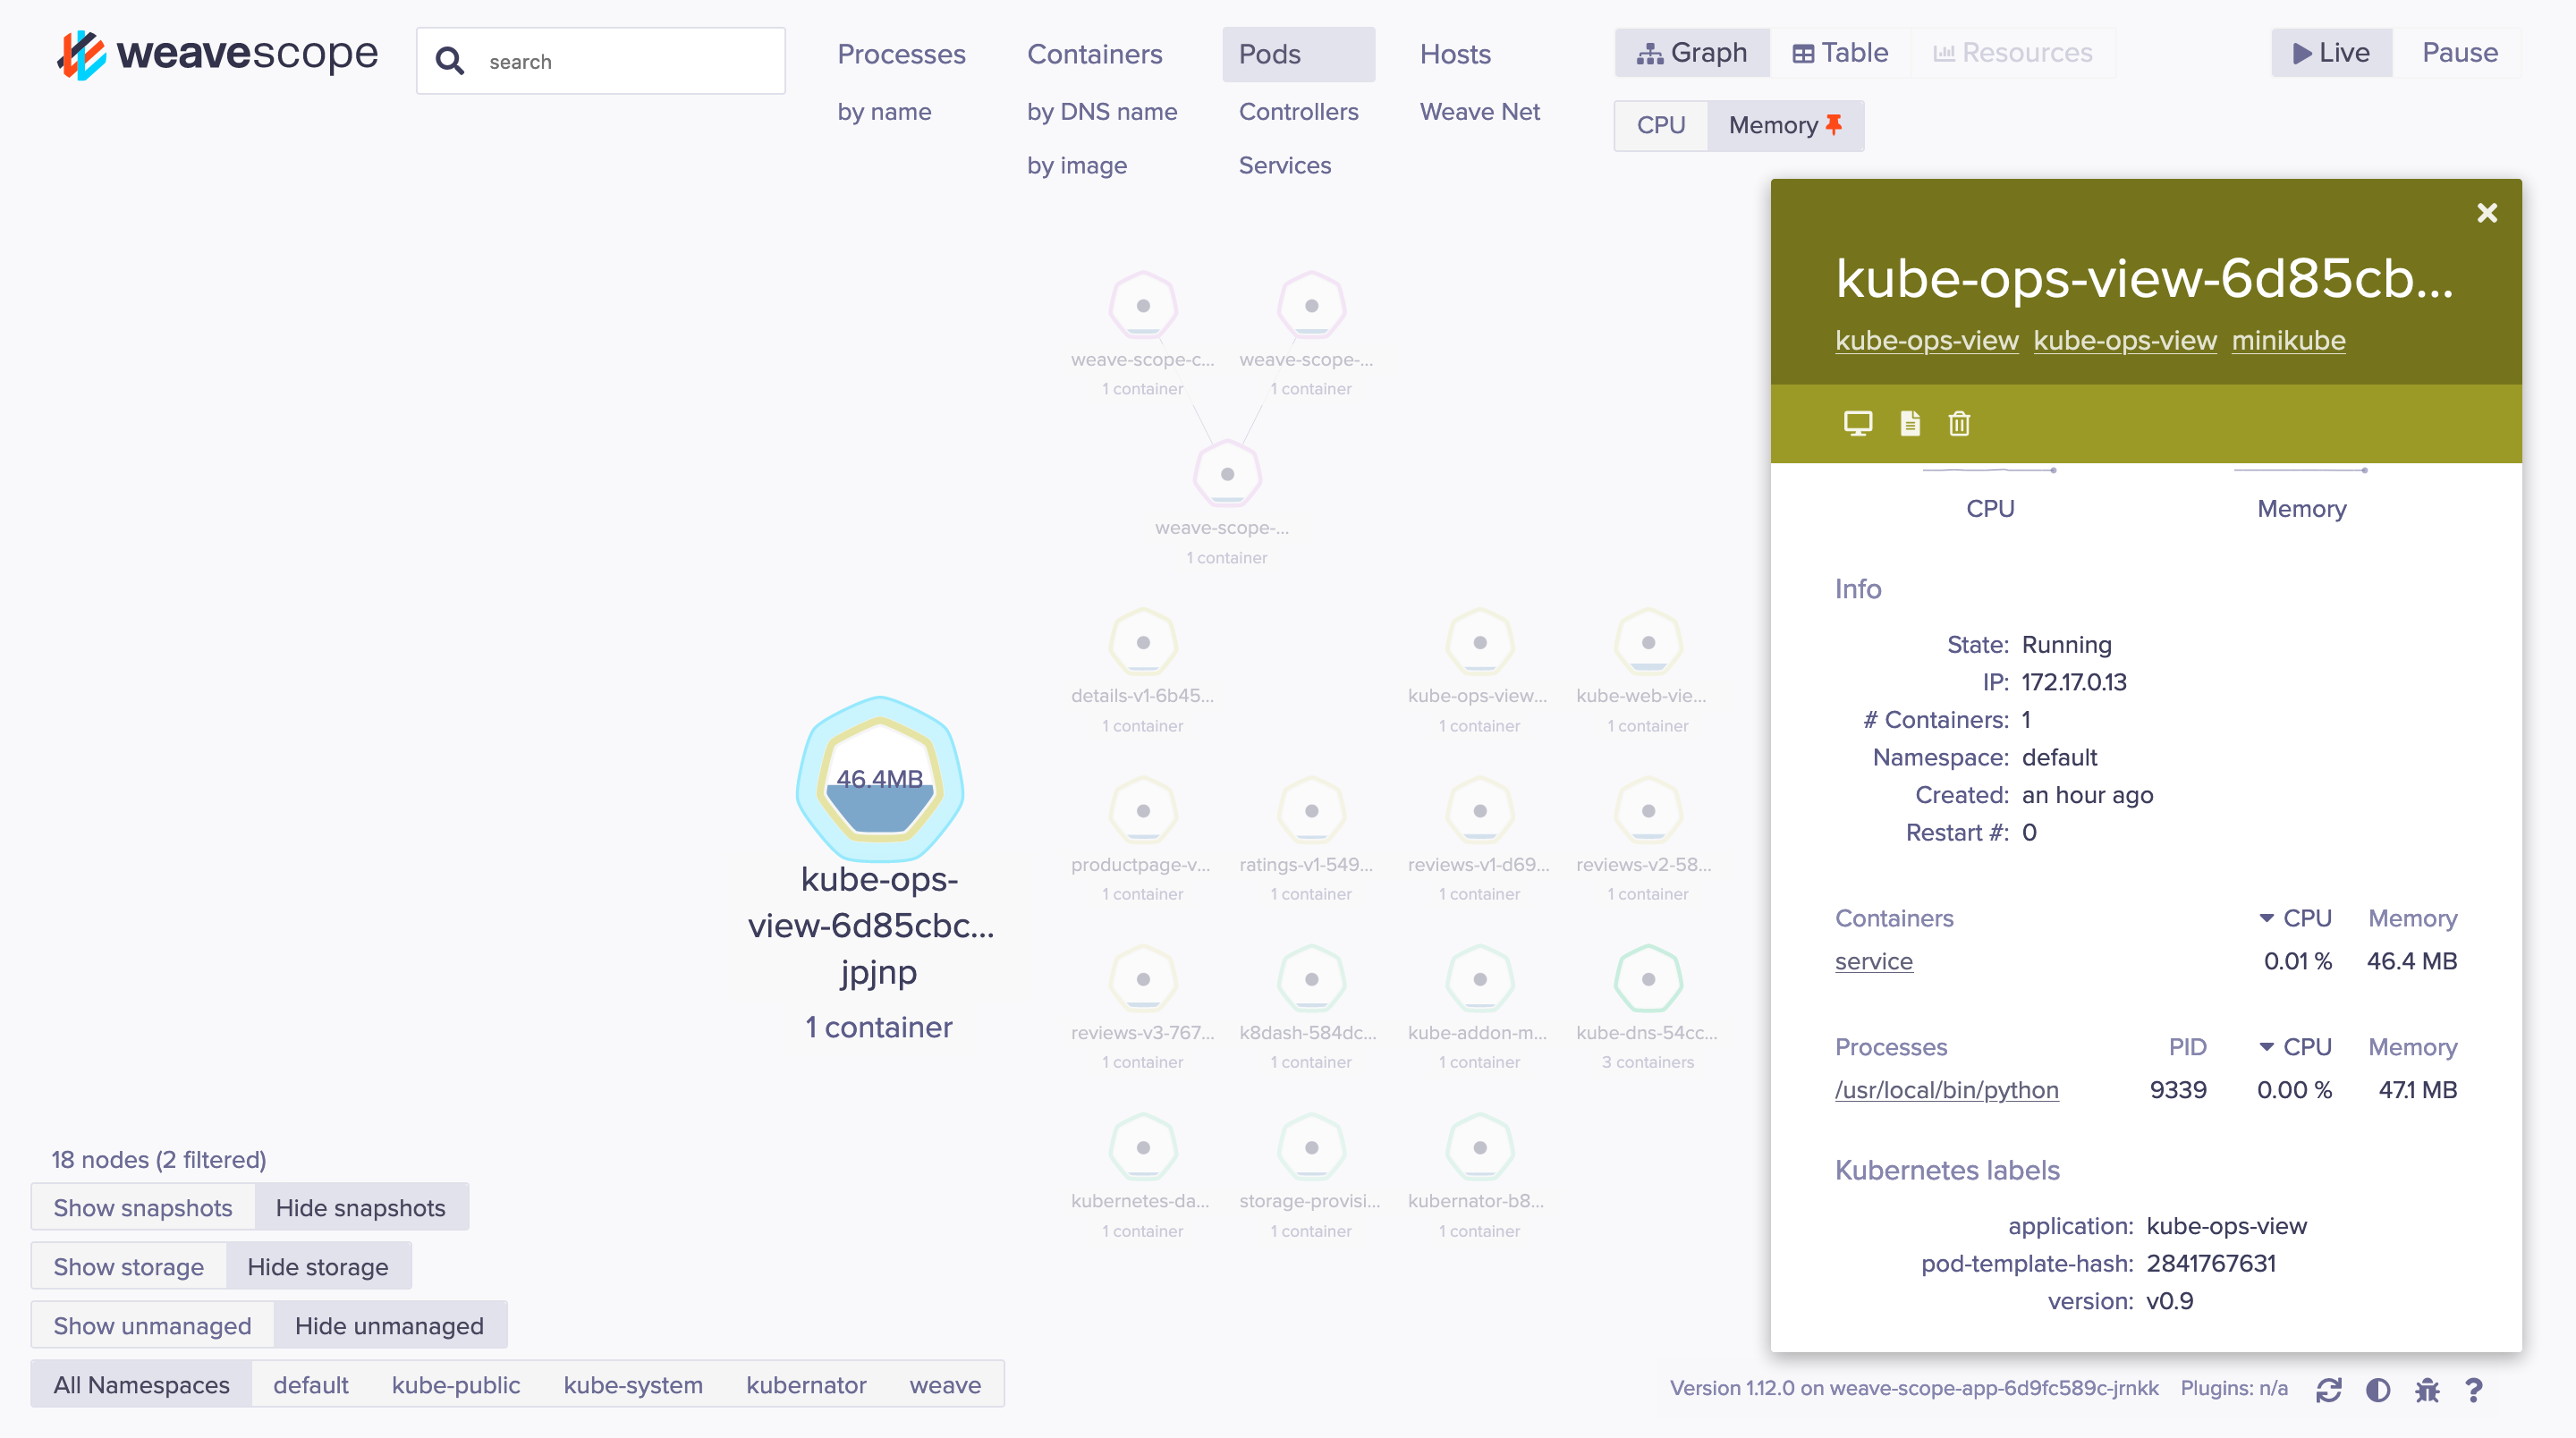 weavescope
search
Processes
by name
Containers
by DNS name
by image
Pods
Controllers
Services
Hosts
Weave Net
Graph Table Resources
CPU Memory
Live Pause
weave-scope-c...
1 container
weave-scope-...
1 container
weave-scope-...
1 container
details-v1-6b45...
1 container
kube-ops-view...
1 container
kube-web-vie...
1 container
46.4MB
kube-ops-
view-6d85cbc...
jpjnp
1 container
productpage-v...
1 container
ratings-v1-549...
1 container
reviews-v1-d69...
1 container
reviews-v2-58...
1 container
reviews-v3-767...
1 container
k8dash-584dc...
1 container
kube-addon-m...
1 container
kube-dns-54cc...
3 containers
kubernetes-da...
1 container
storage-provisi...
1 container
kubernator-b8...
1 container
kube-ops-view-6d85cb...
kube-ops-view kube-ops-view minikube
CPU Memory
Info
State: Running
IP: 172.17.0.13
# Containers: 1
Namespace: default
Created: an hour ago
Restart #: 0
Containers CPU Memory
service 0.01 % 46.4 MB
Processes PID CPU Memory
/usr/local/bin/python 9339 0.00 % 47.1 MB
Kubernetes labels
application: kube-ops-view
pod-template-hash: 2841767631
version: v0.9
18 nodes (2 filtered)
Show snapshots Hide snapshots
Show storage Hide storage
Show unmanaged Hide unmanaged
All Namespaces default kube-public kube-system kubernator weave
Version 1.12.0 on weave-scope-app-6d9fc589c-jrnkk Plugins: n/a